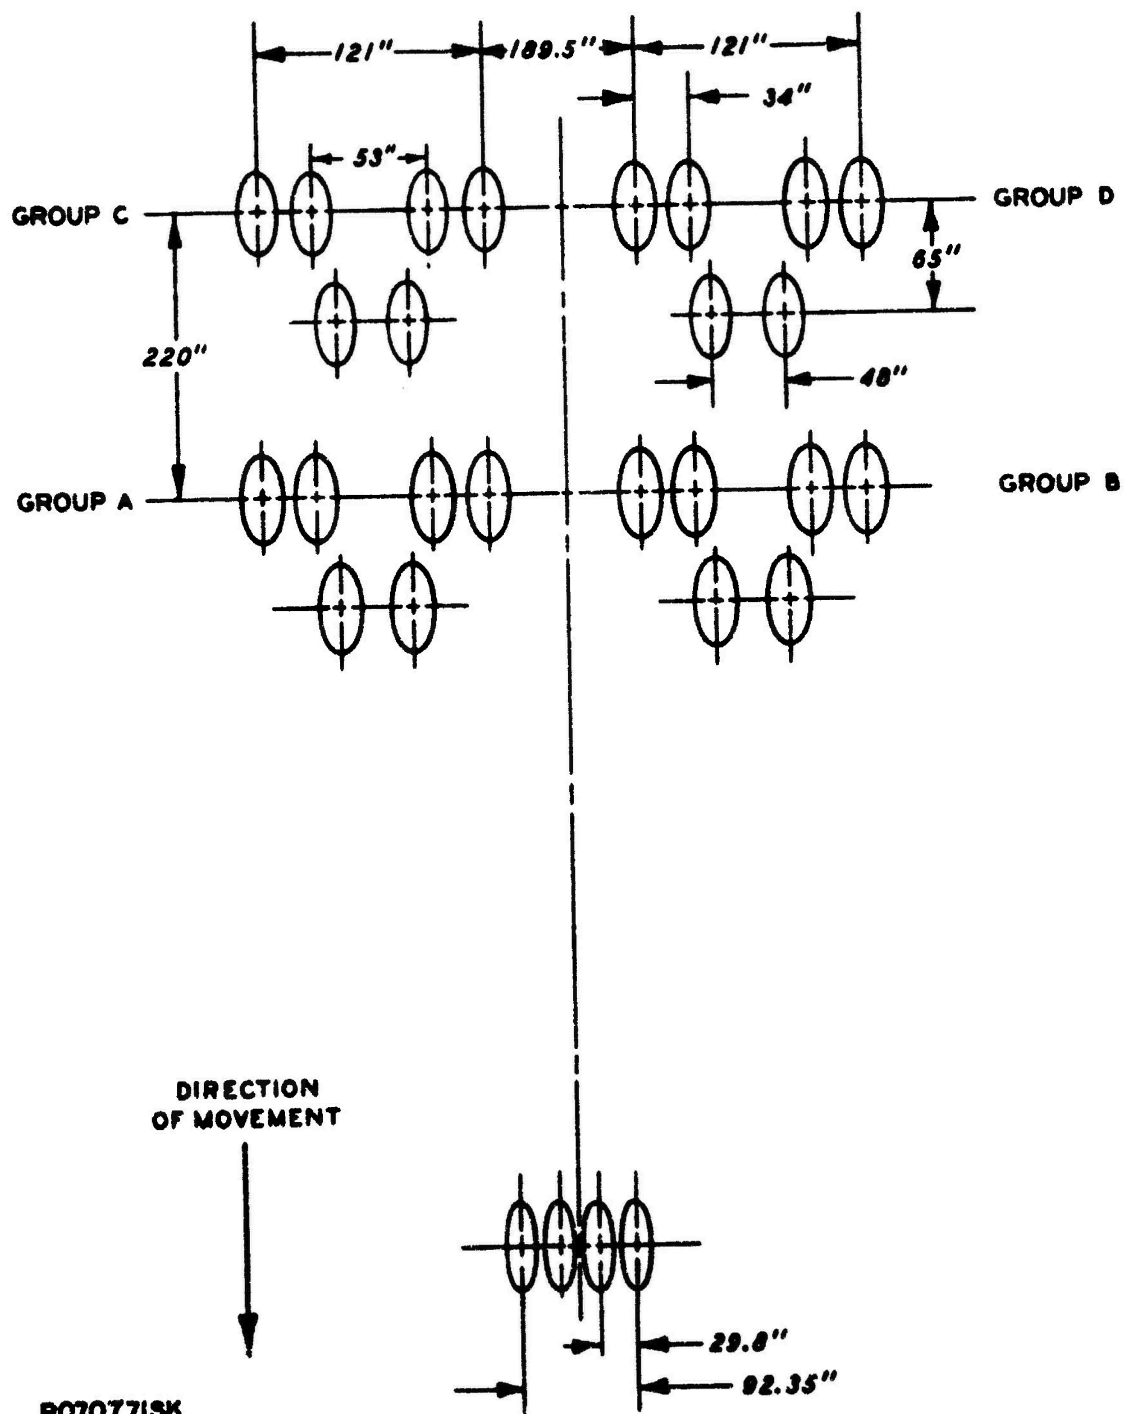 121" 189.5" 121"
34"
53"
GROUP C
GROUP D
65"
220"
48"
GROUP A
GROUP B
DIRECTION
OF MOVEMENT
29.8"
92.35"